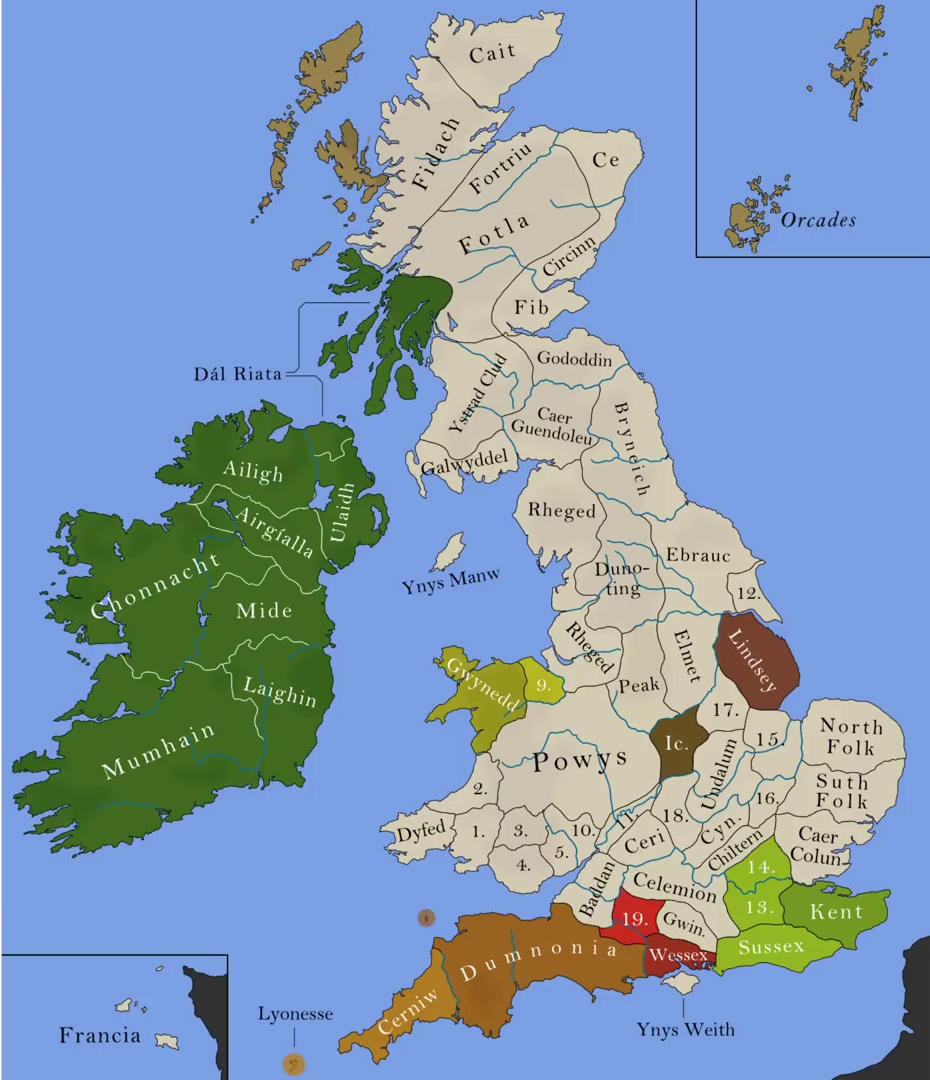 Cait
Fidach
Fortriu
Ce
Orcades
Fotla
Circinn
Fib
Dál Riata
Gododdin
Ystrad Clud
Caer
Guendoleu
Bryneich
Galwyddel
Ailigh
Airgíalla
Ulaidh
Rheged
Ynys Manw
Chonnacht
Mide
Duno-
ting
Ebrauc
12.
Rheged
Elmet
Lindsey
Gwynedd
9.
Peak
Laighin
17.
Mumhain
Powys
Ic.
15.
North
Folk
Undalum
2.
16.
Suth
Folk
Dyfed
1.
3.
10.
11.
18.
Cyn.
Ceri
Chiltern
Caer
Colun
4.
5.
14.
Baddan
Celemion
13.
Kent
19.
Gwin.
Dumnonia
Wessex
Sussex
Cerniw
Lyonesse
Ynys Weith
Francia